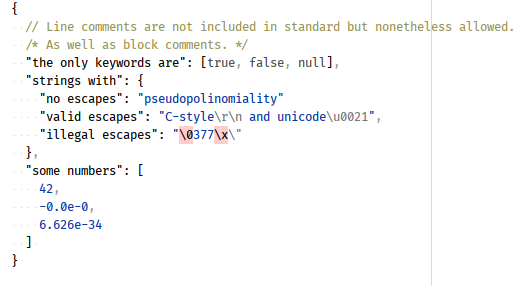 {
// Line comments are not included in standard but nonetheless allowed.
/* As well as block comments. */
"the only keywords are": [true, false, null],
"strings with": {
"no escapes": "pseudopolinomiality"
"valid escapes": "C-style\r\n and unicode\u0021",
"illegal escapes": "\0377\x\"
},
"some numbers": [
42,
-0.0e-0,
6.626e-34
]
}